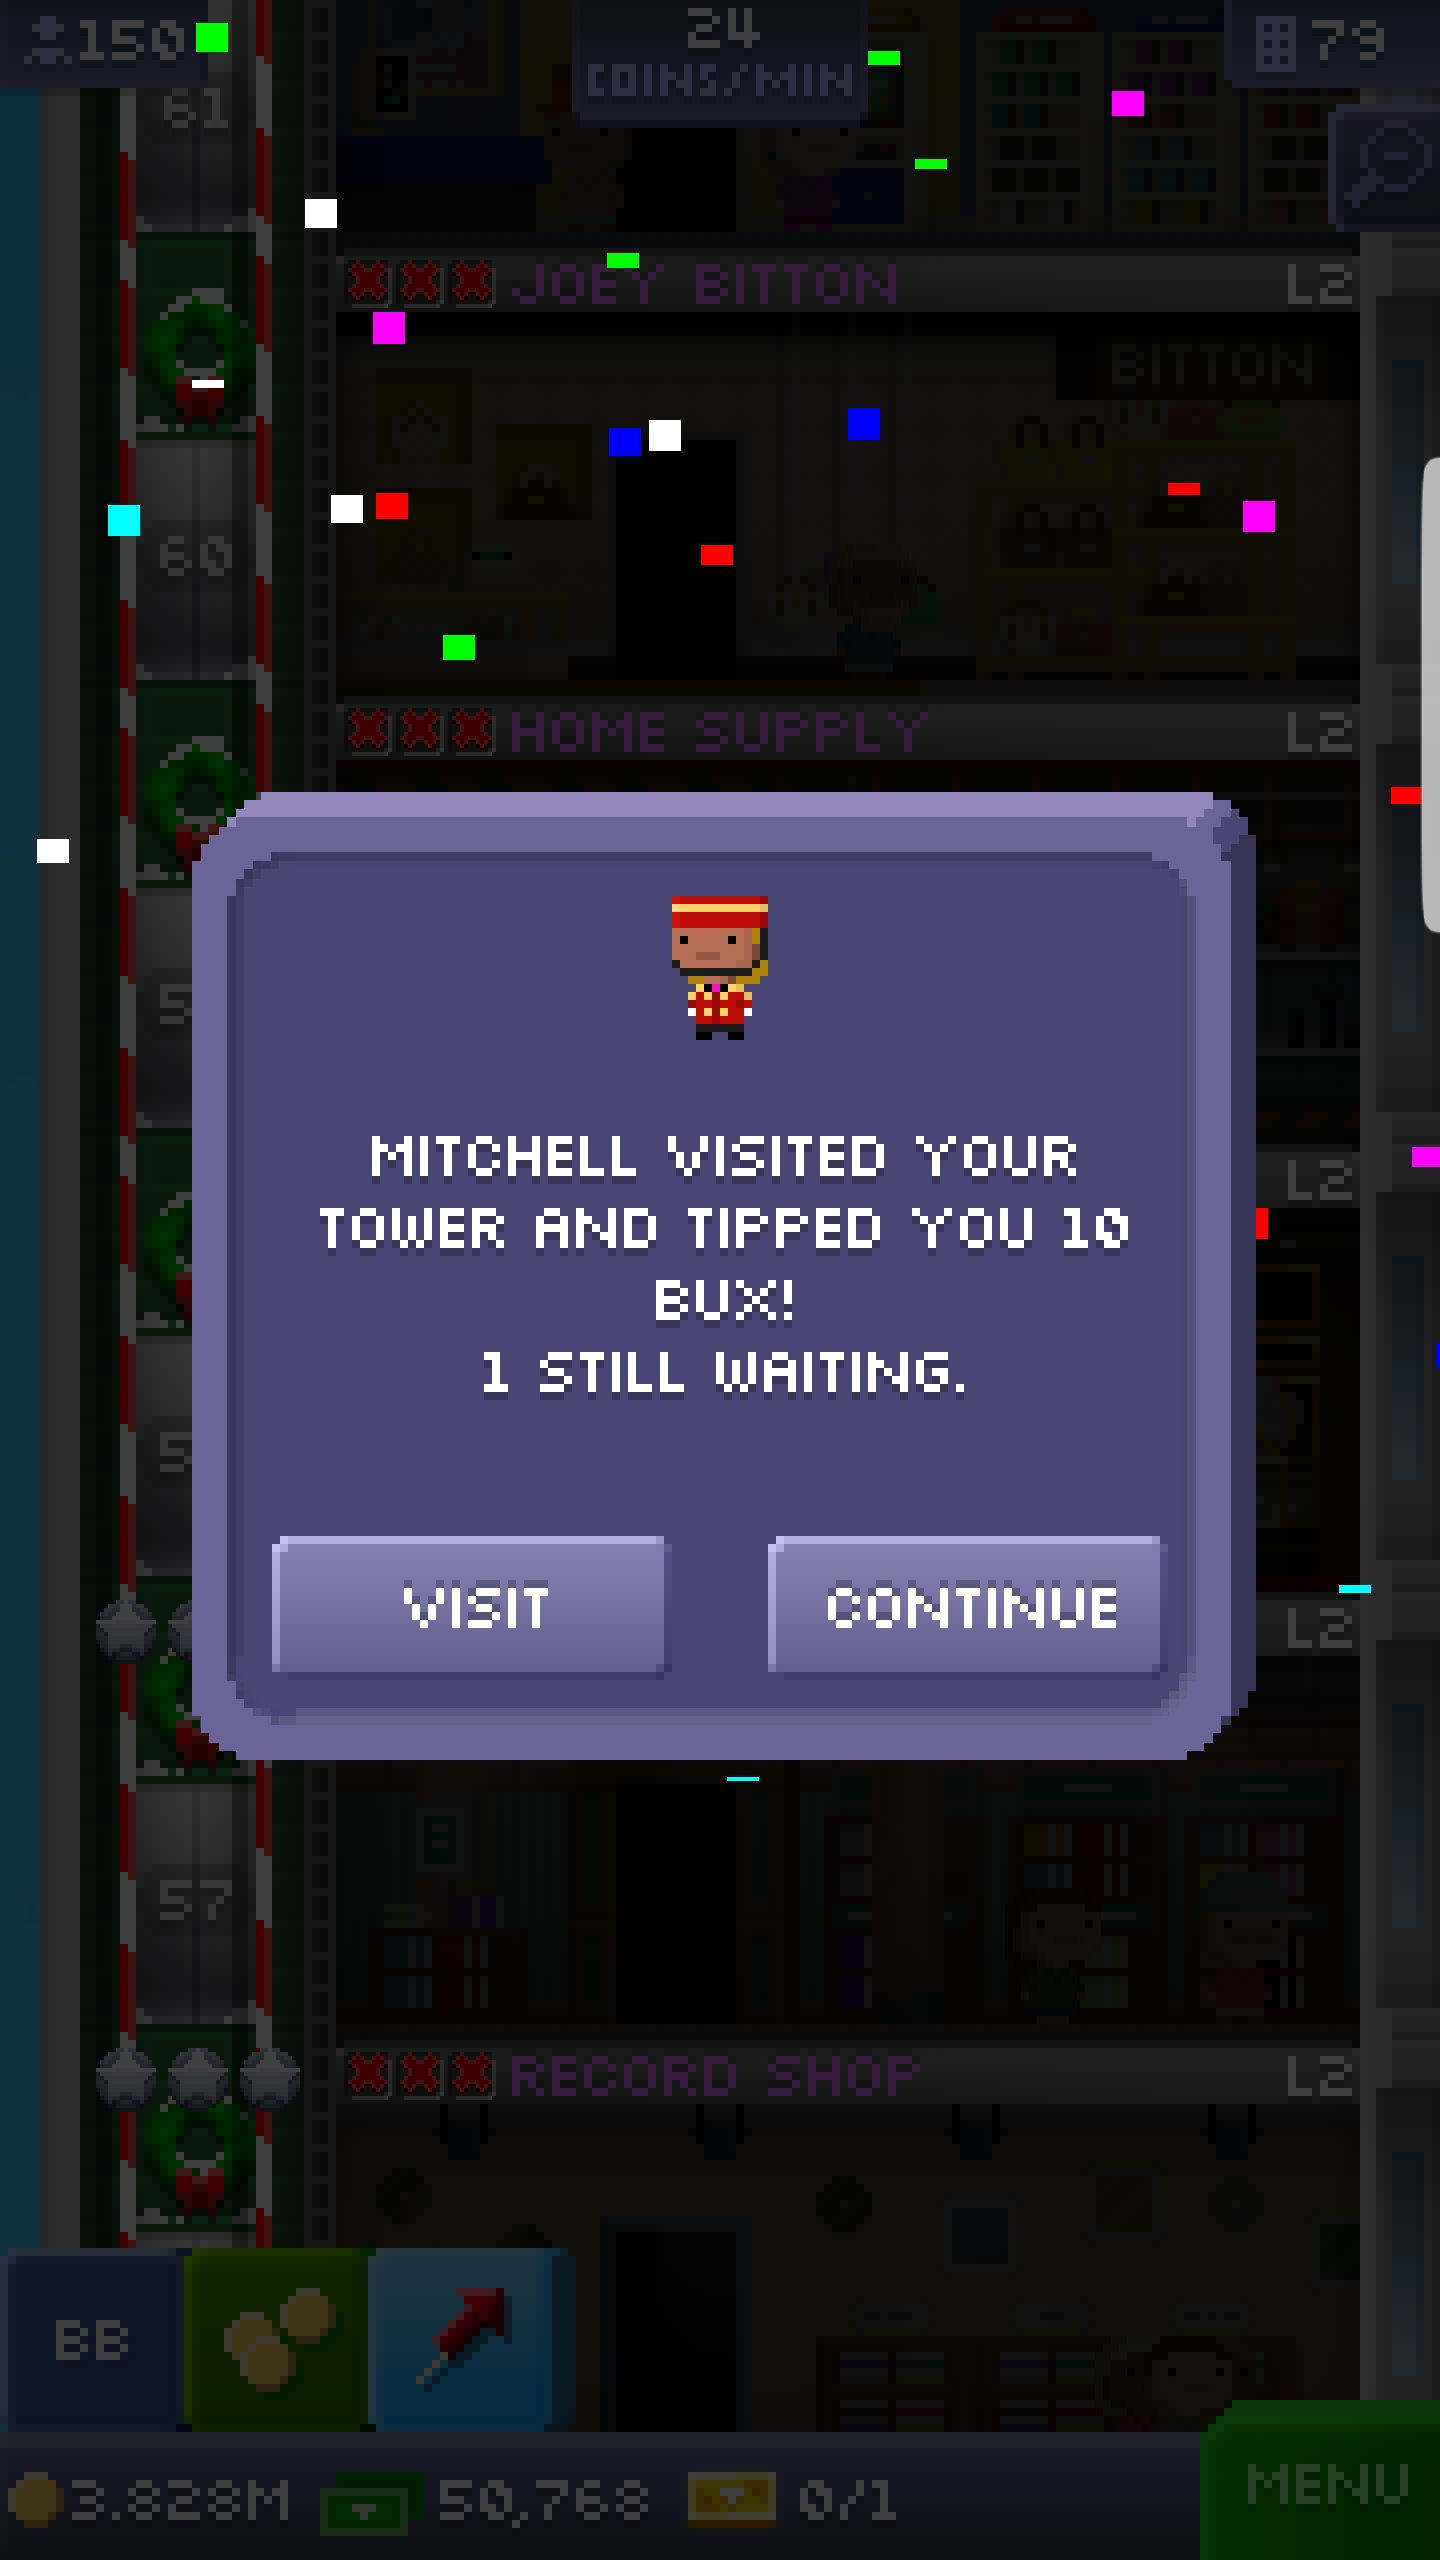 150
24
COINS/MIN
79
61
JOEY BITTON
L2
BITTON
60
HOME SUPPLY
L2
5
L2
MITCHELL VISITED YOUR
TOWER AND TIPPED YOU 10
BUX!
1 STILL WAITING.
5
VISIT
CONTINUE
L2
57
RECORD SHOP
L2
BB
3.828M
50,768
0/1
MENU